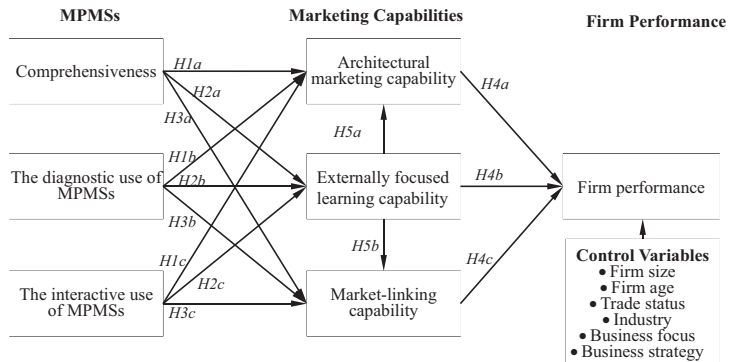 MPMSs
Marketing Capabilities
Firm Performance
Comprehensiveness
H1a
H2a
H3a
Architectural
marketing capability
H4a
H5a
The diagnostic use of
MPMSs
H1b
H2b
H3b
Externally focused
learning capability
H4b
Firm performance
H5b
The interactive use
of MPMSs
H1c
H2c
H3c
Market-linking
capability
H4c
Control Variables
● Firm size
● Firm age
● Trade status
● Industry
● Business focus
● Business strategy